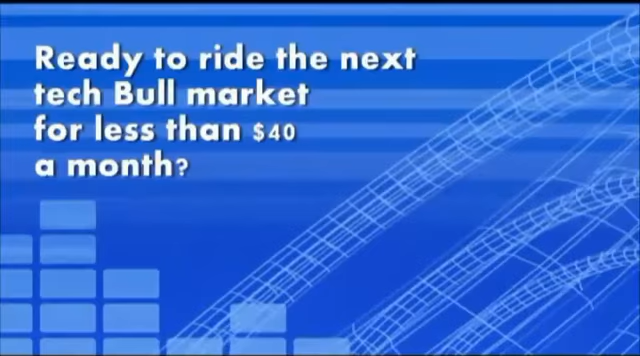 Ready to ride the next
tech Bull market
for less than $40
a month?